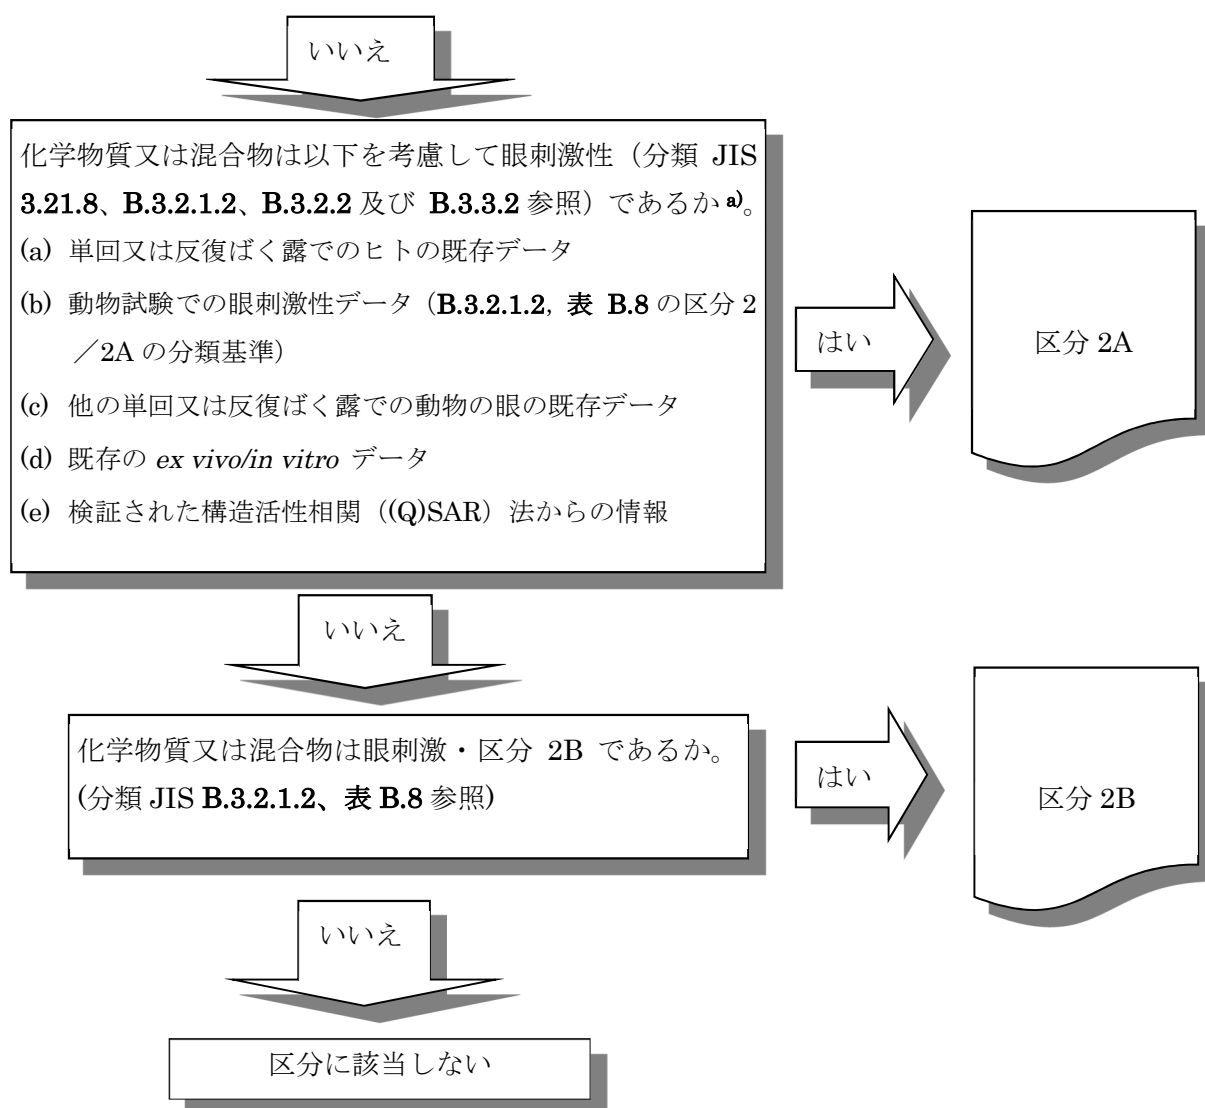 いいえ
化学物質又は混合物は以下を考慮して眼刺激性（分類 JIS
3.21.8、B.3.2.1.2、B.3.2.2 及び B.3.3.2 参照）であるか a)。
(a) 単回又は反復ばく露でのヒトの既存データ
(b) 動物試験での眼刺激性データ（B.3.2.1.2, 表 B.8 の区分 2
／2A の分類基準）
(c) 他の単回又は反復ばく露での動物の眼の既存データ
(d) 既存の ex vivo/in vitro データ
(e) 検証された構造活性相関（(Q)SAR）法からの情報
はい
区分 2A
いいえ
化学物質又は混合物は眼刺激・区分 2B であるか。
(分類 JIS B.3.2.1.2、表 B.8 参照)
はい
区分 2B
いいえ
区分に該当しない